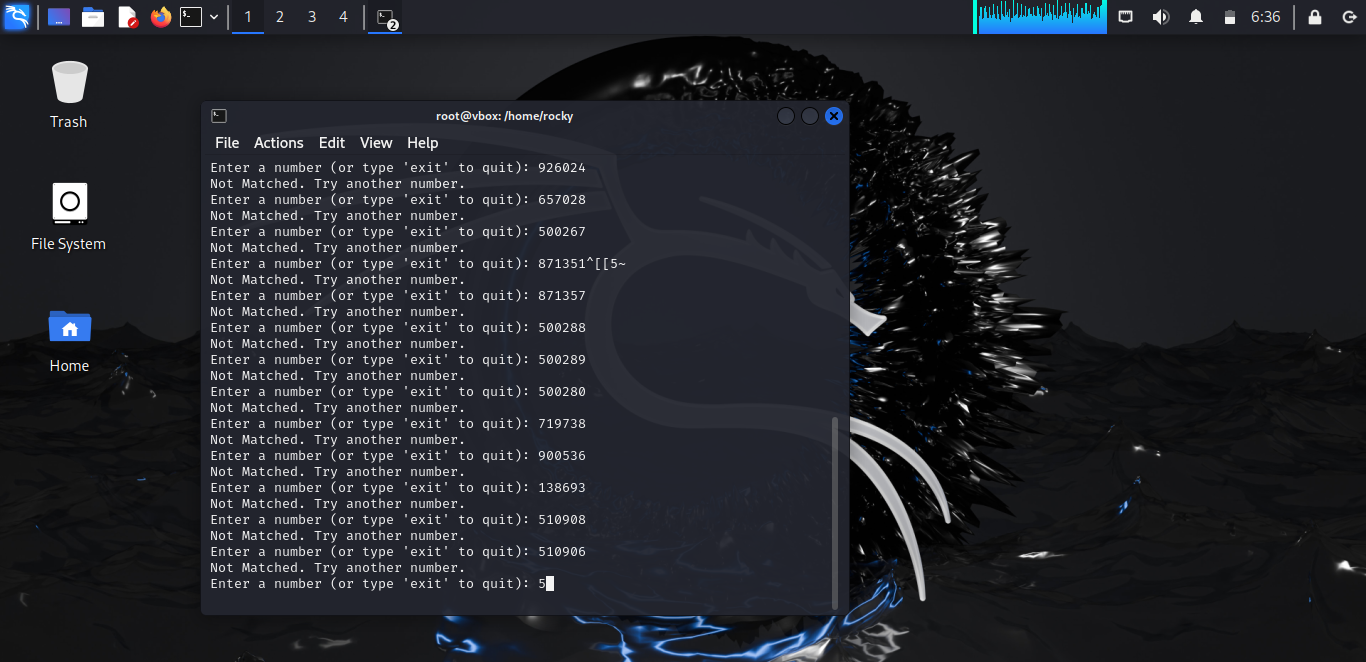 1 2 3 4 2 6:36
Trash
File System
Home
root@vbox: /home/rocky
File Actions Edit View Help
Enter a number (or type 'exit' to quit): 926024
Not Matched. Try another number.
Enter a number (or type 'exit' to quit): 657028
Not Matched. Try another number.
Enter a number (or type 'exit' to quit): 500267
Not Matched. Try another number.
Enter a number (or type 'exit' to quit): 871351^[[5~
Not Matched. Try another number.
Enter a number (or type 'exit' to quit): 871357
Not Matched. Try another number.
Enter a number (or type 'exit' to quit): 500288
Not Matched. Try another number.
Enter a number (or type 'exit' to quit): 500289
Not Matched. Try another number.
Enter a number (or type 'exit' to quit): 500280
Not Matched. Try another number.
Enter a number (or type 'exit' to quit): 719738
Not Matched. Try another number.
Enter a number (or type 'exit' to quit): 900536
Not Matched. Try another number.
Enter a number (or type 'exit' to quit): 138693
Not Matched. Try another number.
Enter a number (or type 'exit' to quit): 510908
Not Matched. Try another number.
Enter a number (or type 'exit' to quit): 510906
Not Matched. Try another number.
Enter a number (or type 'exit' to quit): 5